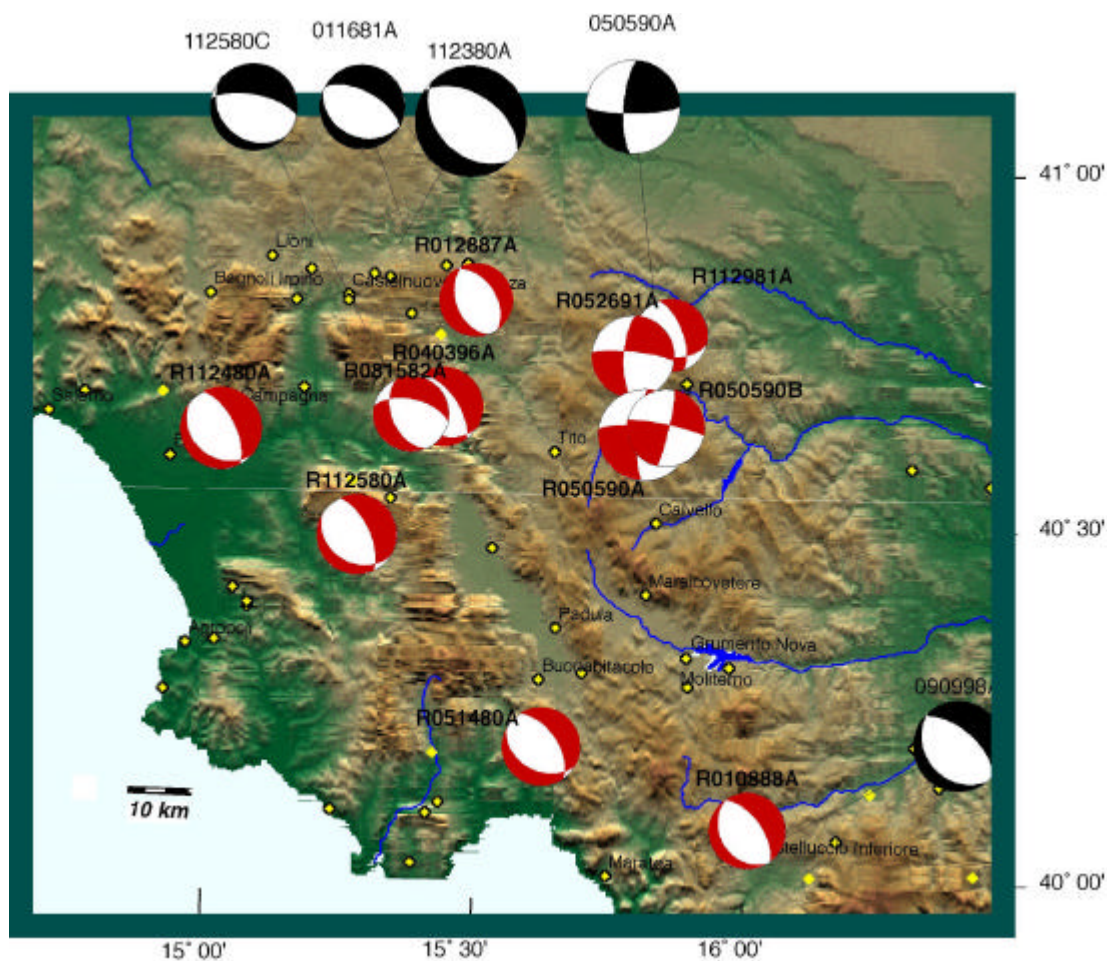 050590A
011681A
112580C
112380A
41° 00'
R012887A
Lioni
R112981A
Bagnoli Irpino
Castelnuovo
R052691A
R040396A
R112480A
R081582A
Campagna
R050590B
Salerno
Tito
R112580A
R050590A
Calvello
40° 30'
Marsicovetere
Padula
Agropoli
Grumento Nova
Buonabitacolo
Moliterno
090998A
R051480A
R010888A
10 km
Maratea
40° 00'
15° 00'
15° 30'
16° 00'